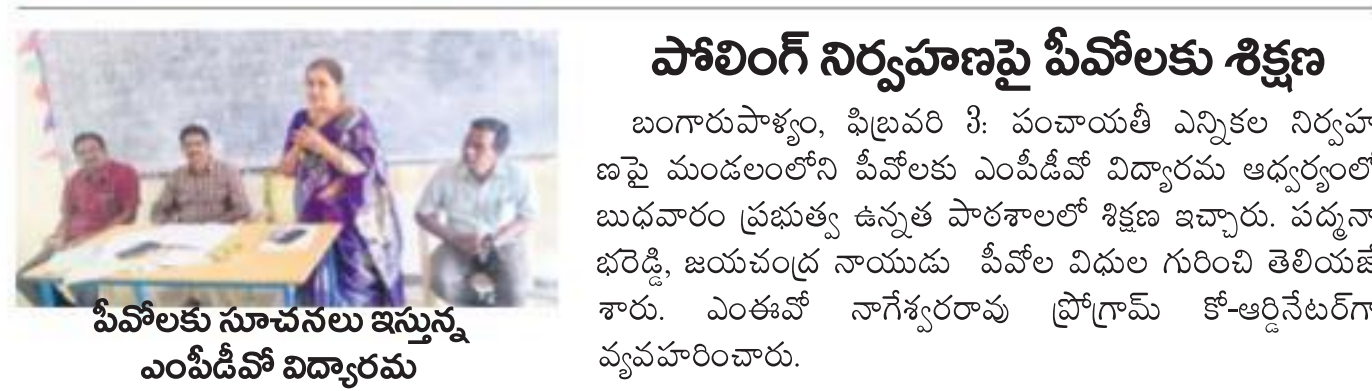 పోలింగ్ నిర్వహణపై పీవోలకు శిక్షణ
బంగారుపాళ్యం, ఫిబ్రవరి 3: పంచాయతీ ఎన్నికల నిర్వహ
ణపై మండలంలోని పీవోలకు ఎంపీడీవో విద్యారమ ఆధ్వర్యంలో
బుధవారం ప్రభుత్వ ఉన్నత పాఠశాలలో శిక్షణ ఇచ్చారు. పద్మనా
భరెడ్డి, జయచంద్ర నాయుడు పీవోల విధుల గురించి తెలియజే
శారు. ఎంఈవో నాగేశ్వరరావు ప్రోగ్రామ్ కో-ఆర్డినేటర్‌గా
వ్యవహరించారు.
పీవోలకు సూచనలు ఇస్తున్న
ఎంపీడీవో విద్యారమ